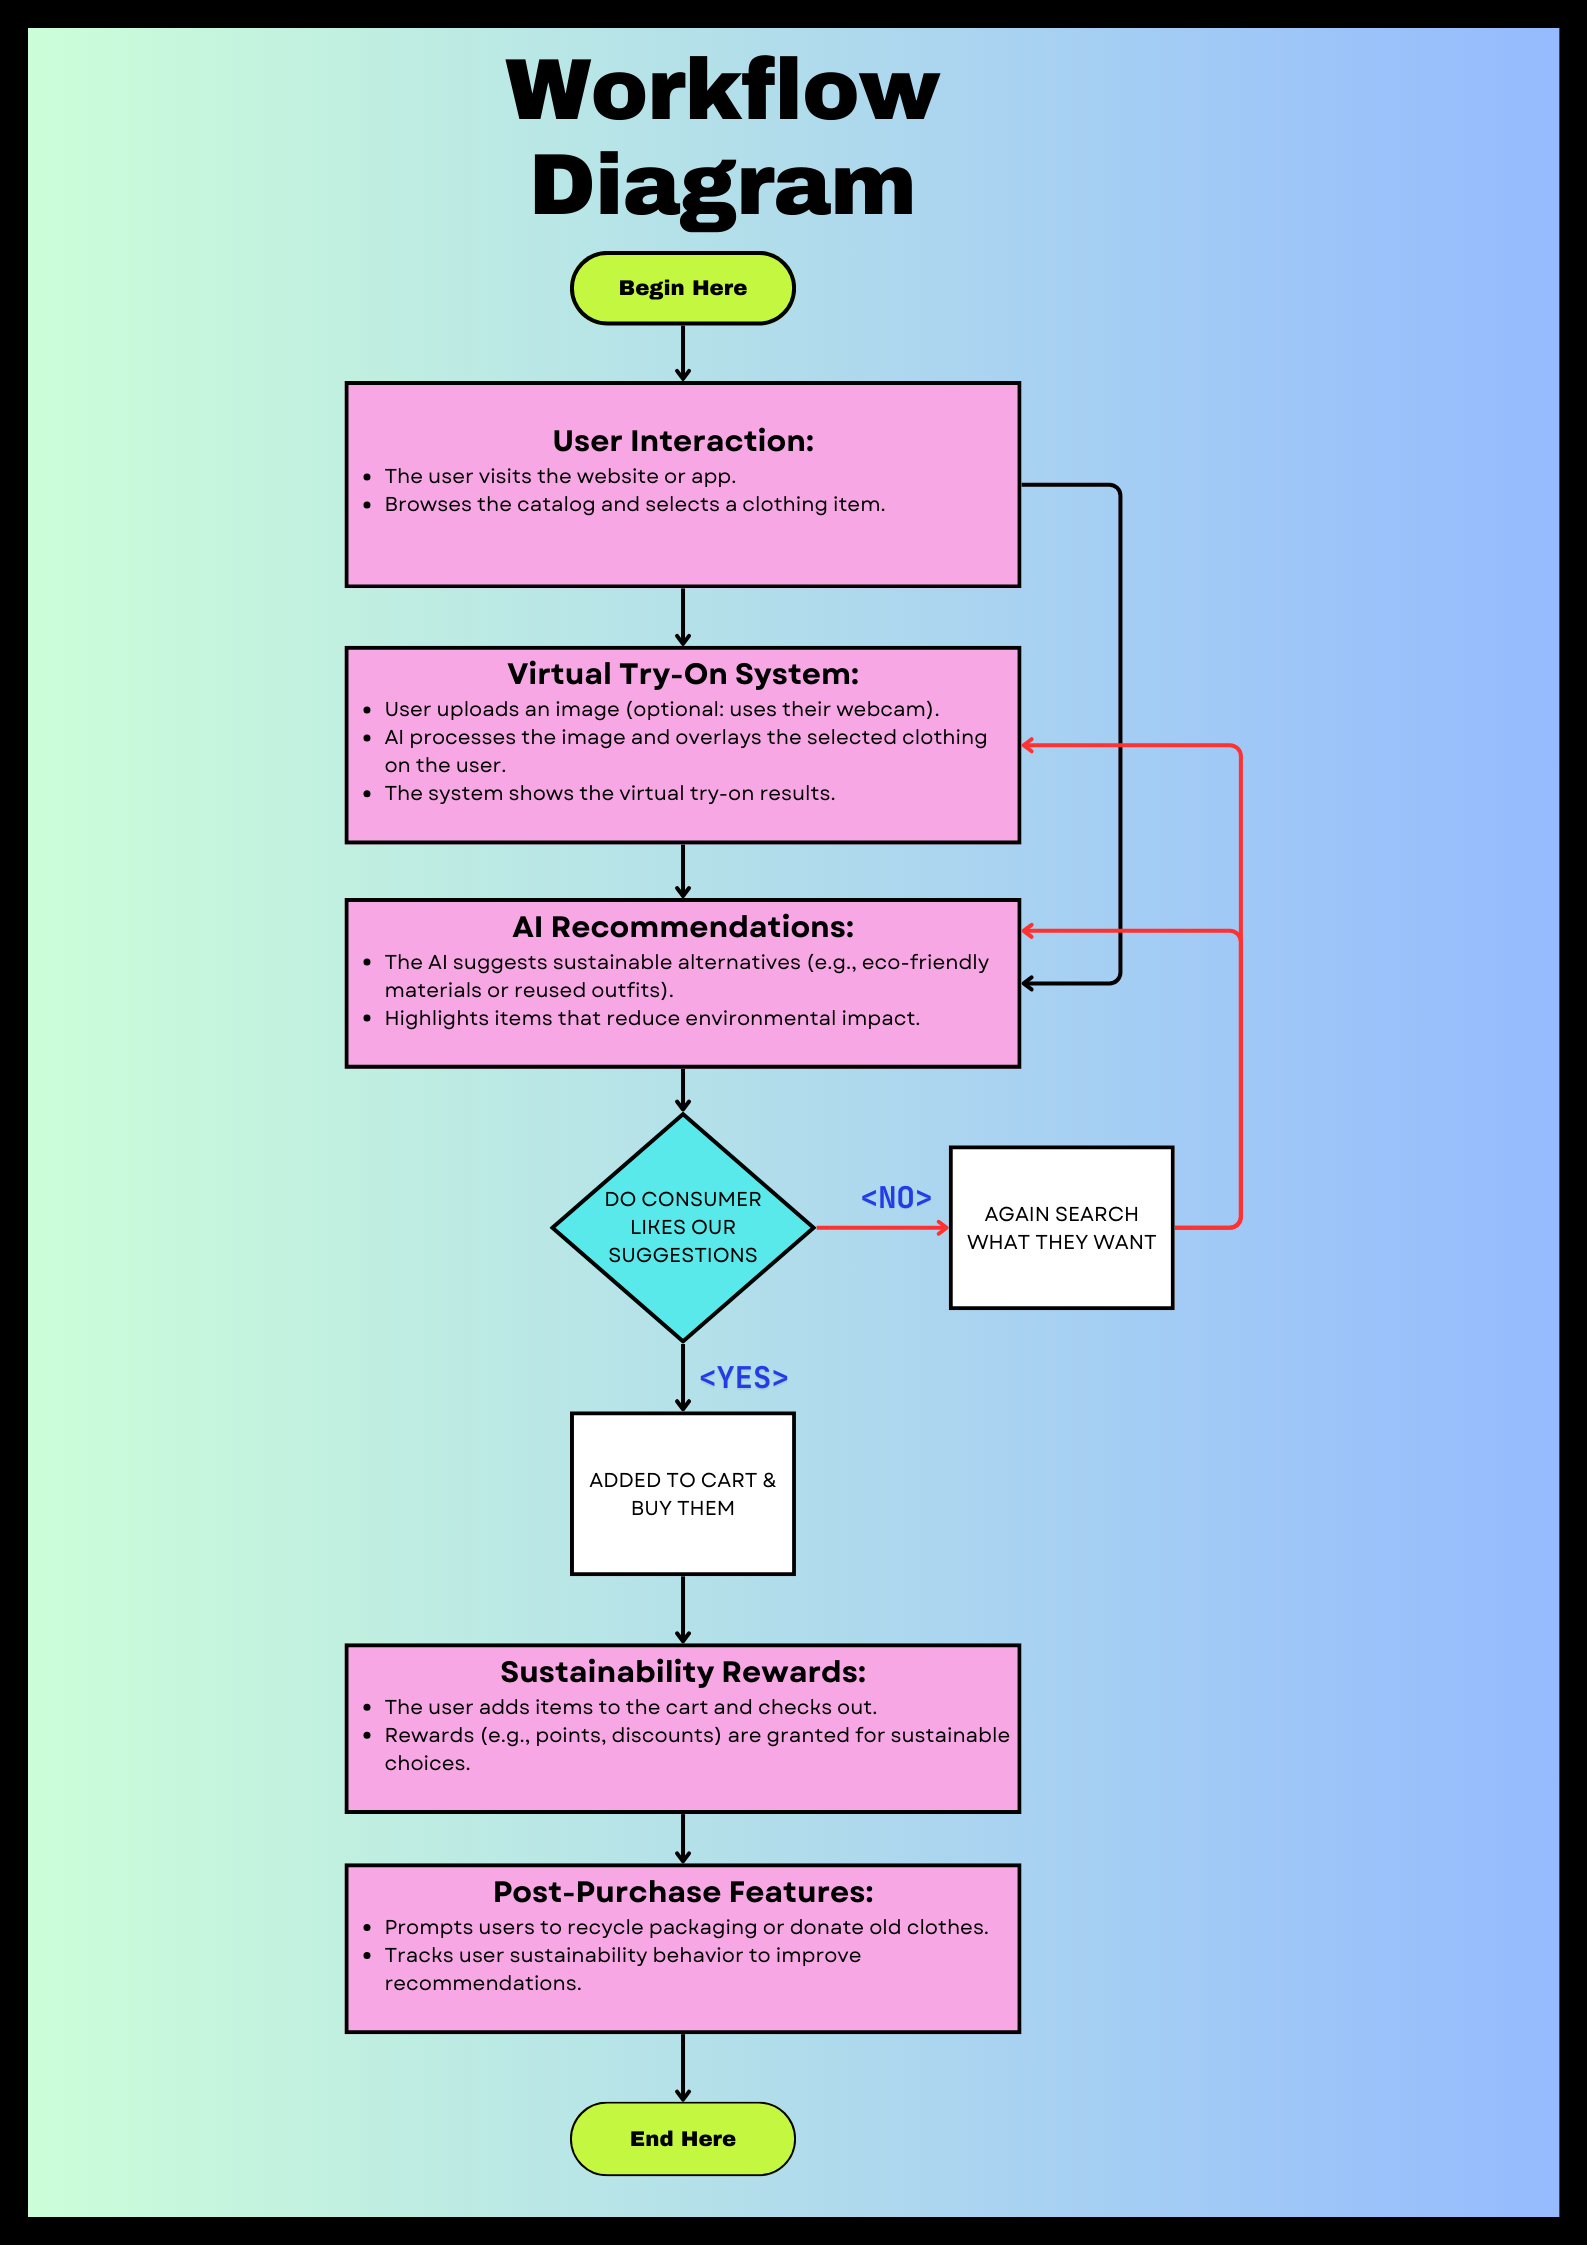 Workflow
Diagram
Begin Here
User Interaction:
• The user visits the website or app.
• Browses the catalog and selects a clothing item.
Virtual Try-On System:
• User uploads an image (optional: uses their webcam).
• AI processes the image and overlays the selected clothing
on the user.
• The system shows the virtual try-on results.
AI Recommendations:
• The AI suggests sustainable alternatives (e.g., eco-friendly
materials or reused outfits).
• Highlights items that reduce environmental impact.
DO CONSUMER
LIKES OUR
SUGGESTIONS
<NO>
AGAIN SEARCH
WHAT THEY WANT
<YES>
ADDED TO CART &
BUY THEM
Sustainability Rewards:
• The user adds items to the cart and checks out.
• Rewards (e.g., points, discounts) are granted for sustainable
choices.
Post-Purchase Features:
• Prompts users to recycle packaging or donate old clothes.
• Tracks user sustainability behavior to improve
recommendations.
End Here